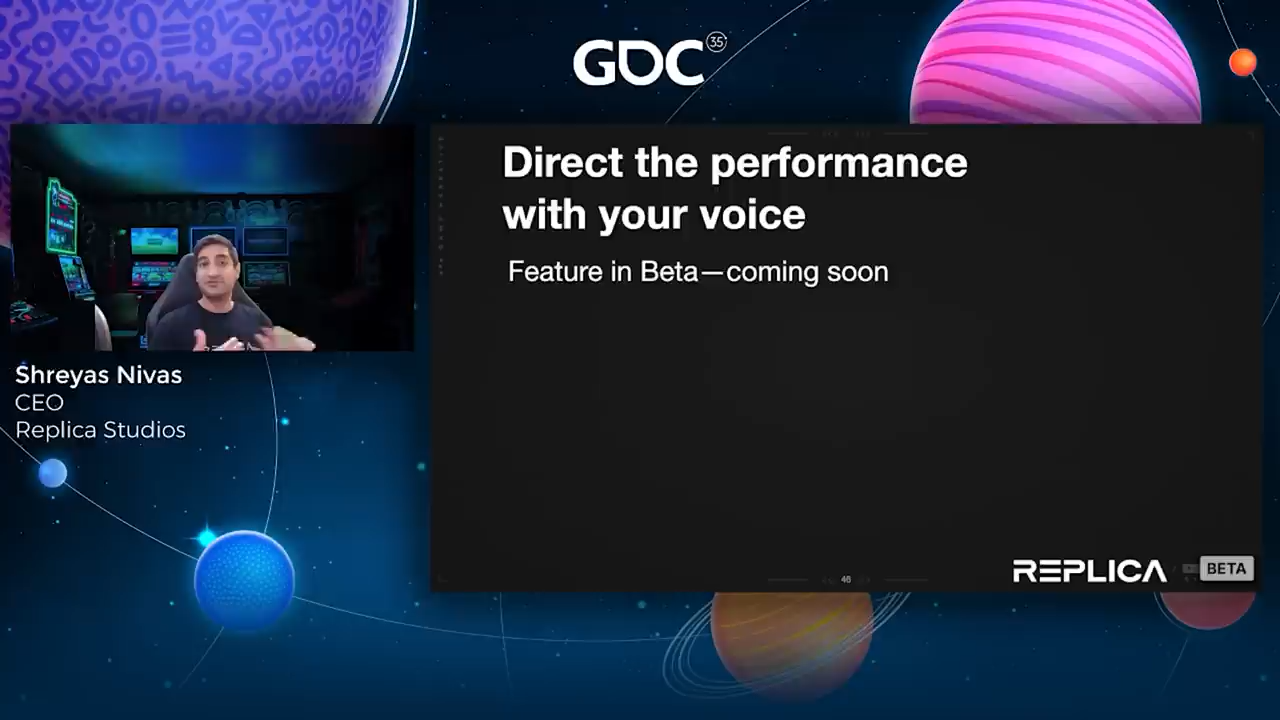 GDC 35
Direct the performance
with your voice
Feature in Beta—coming soon
Shreyas Nivas
CEO
Replica Studios
46
REPLICA
BETA